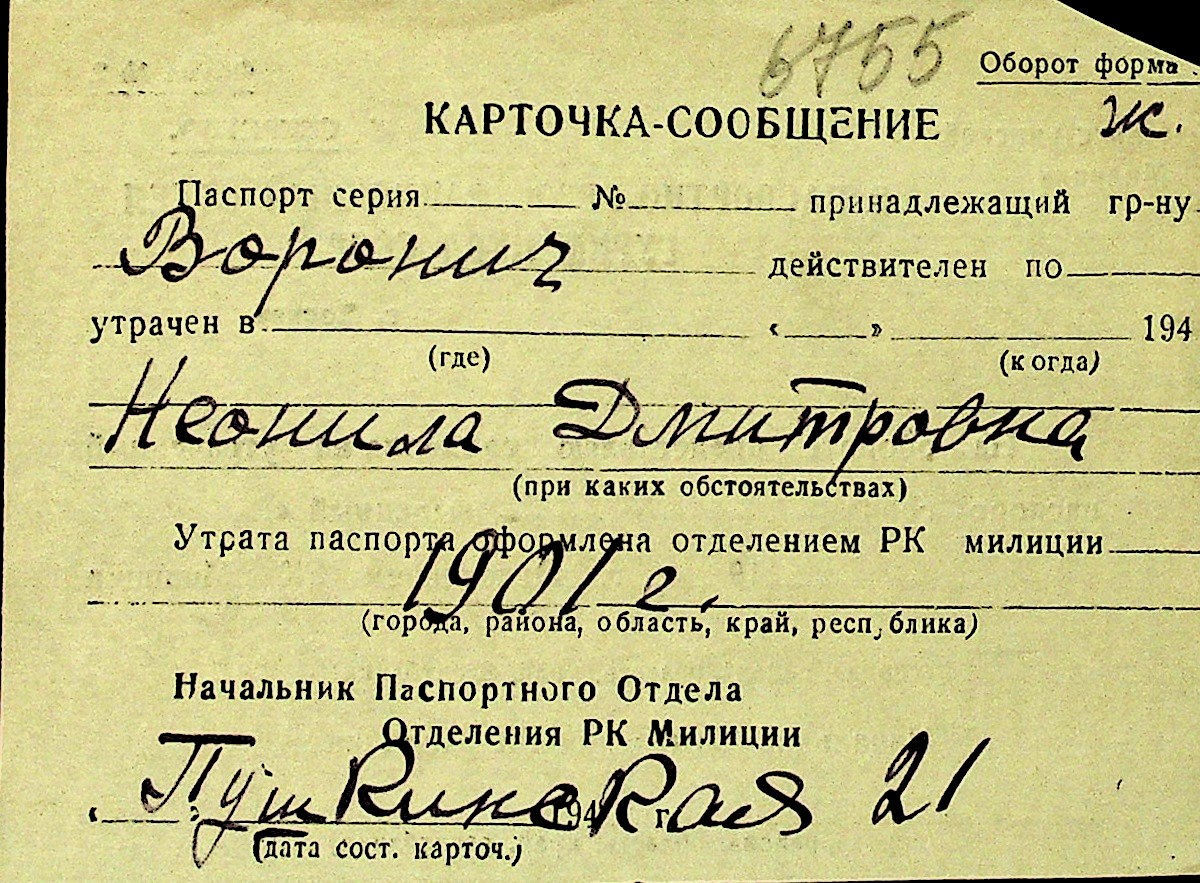 6755
Оборот форма
КАРТОЧКА-СООБЩЕНИЕ ж.
Паспорт серия № принадлежащий гр-ну
Воронич действителен по
утрачен в « » 194
(где) (когда)
Неонила Дмитровна
(при каких обстоятельствах)
Утрата паспорта оформлена отделением РК милиции
1901 г.
(города, района, область, край, республика)
Начальник Паспортного Отдела
Отделения РК Милиции
Пушкинская 21
« » 194 г.
(дата сост. карточ.)